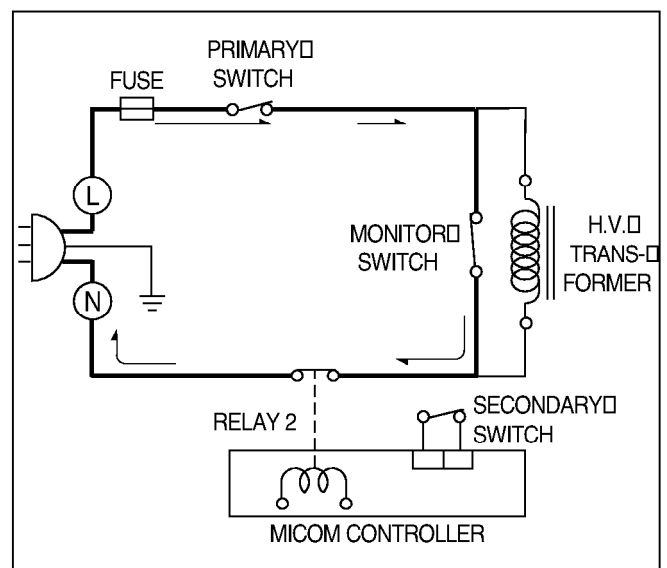 PRIMARY□
SWITCH
FUSE
L
MONITOR□
SWITCH
H.V.□
TRANS-□
FORMER
N
RELAY 2
SECONDARY□
SWITCH
MICOM CONTROLLER